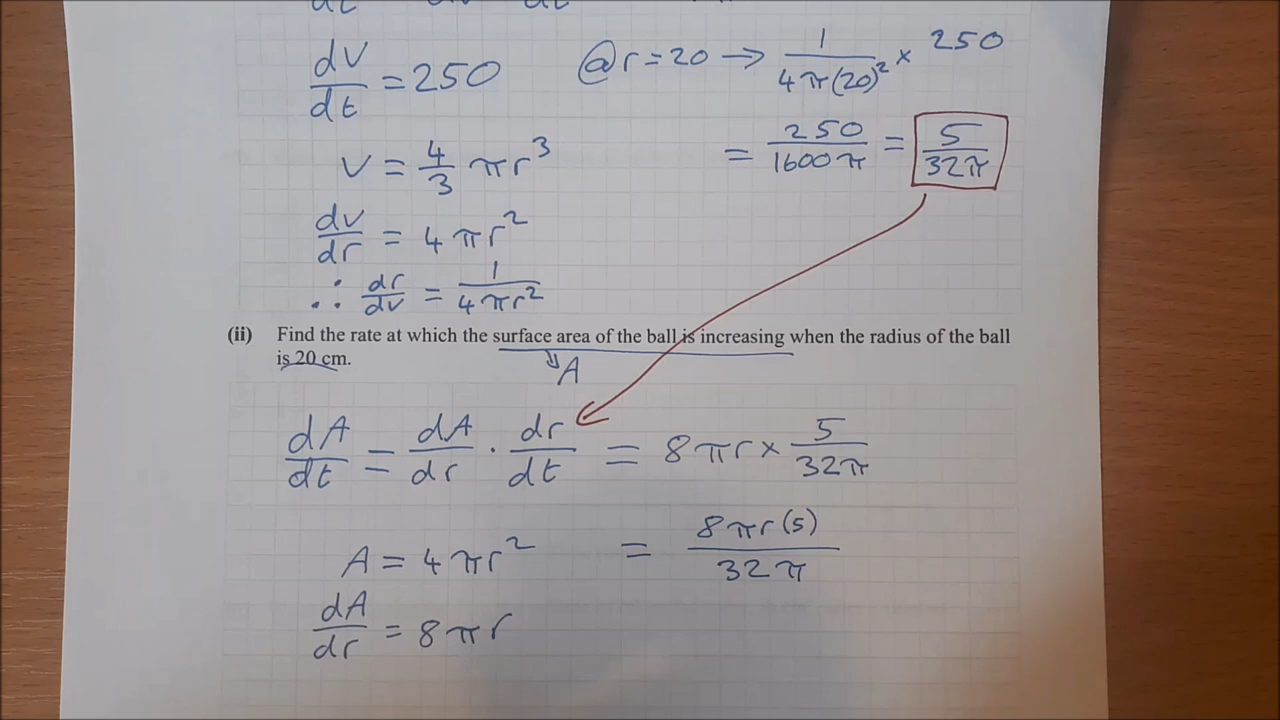 dt dt
dv/dt = 250
@r=20 → 1/4π(20)² × 250
= 250/1600π = 5/32π
V = 4/3 πr³
dv/dr = 4πr²
∴ dr/dv = 1/4πr²
(ii) Find the rate at which the surface area of the ball is increasing when the radius of the ball
is 20 cm.
A
dA/dt = dA/dr · dr/dt = 8πr × 5/32π
A = 4πr²
= 8πr(5)/32π
dA/dr = 8πr